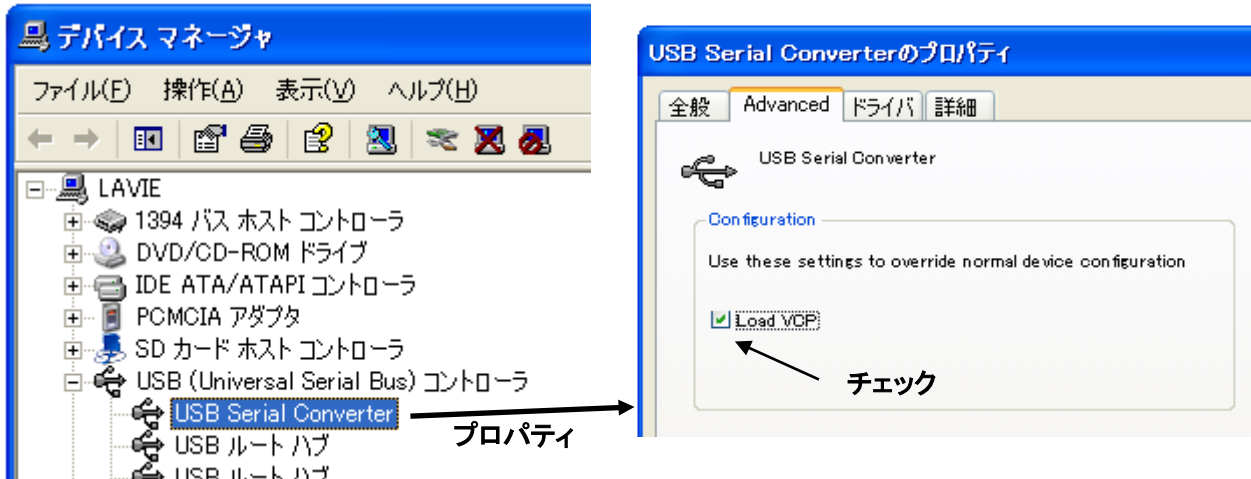 デバイス マネージャ
ファイル(F) 操作(A) 表示(V) ヘルプ(H)
LAVIE
1394 バス ホスト コントローラ
DVD/CD-ROM ドライブ
IDE ATA/ATAPI コントローラ
PCMCIA アダプタ
SD カード ホスト コントローラ
USB (Universal Serial Bus) コントローラ
USB Serial Converter
USB ルート ハブ
USB ルート ハブ
プロパティ
USB Serial Converterのプロパティ
全般 Advanced ドライバ 詳細
USB Serial Converter
Configuration
Use these settings to override normal device configuration
Load VCP
チェック